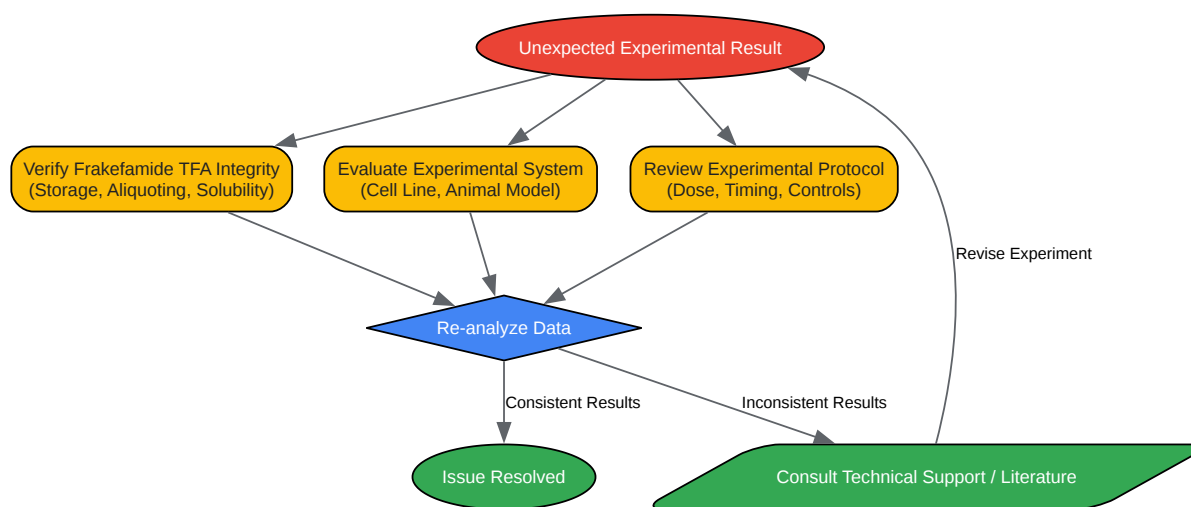 Unexpected Experimental Result
Verify Frakefamide TFA Integrity
(Storage, Aliquoting, Solubility)
Evaluate Experimental System
(Cell Line, Animal Model)
Review Experimental Protocol
(Dose, Timing, Controls)
Revise Experiment
Re-analyze Data
Consistent Results
Inconsistent Results
Issue Resolved
Consult Technical Support / Literature